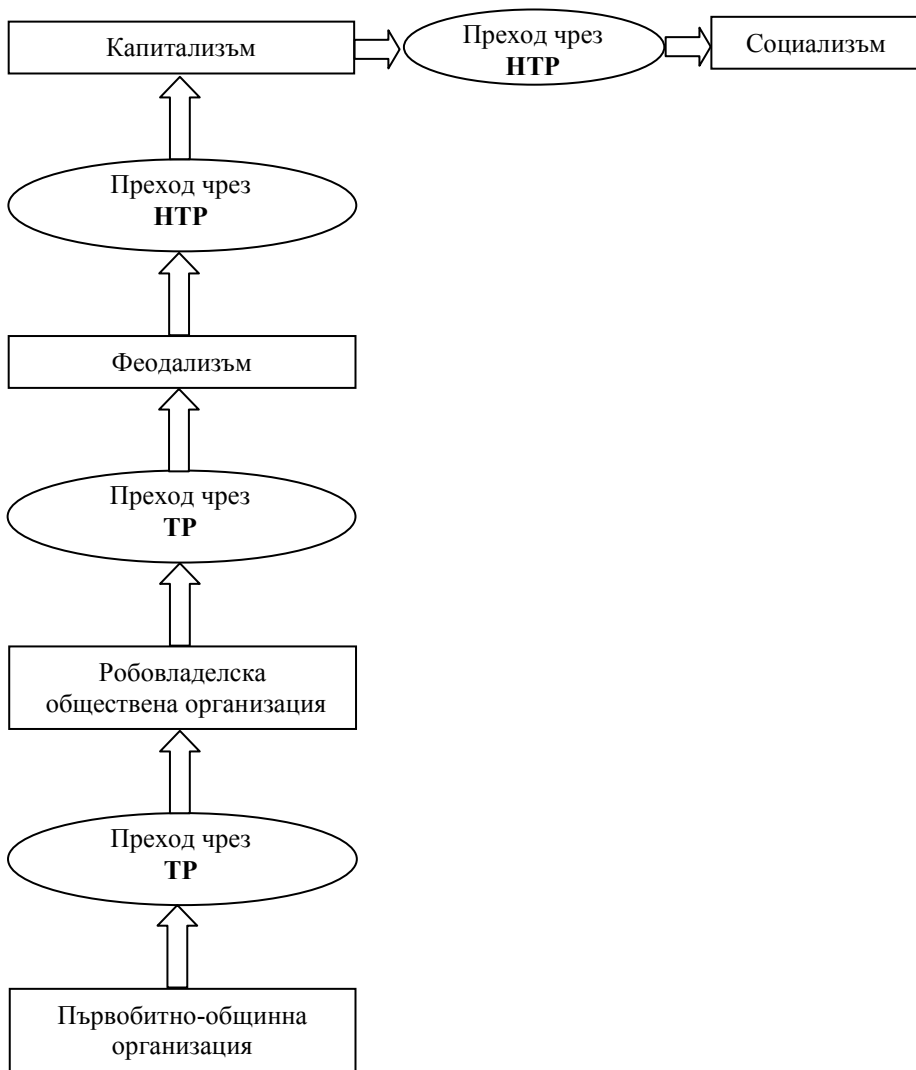 Капитализъм
Преход чрез
НТР
Социализъм
Преход чрез
НТР
Феодализъм
Преход чрез
ТР
Робовладелска
обществена организация
Преход чрез
ТР
Първобитно-общинна
организация